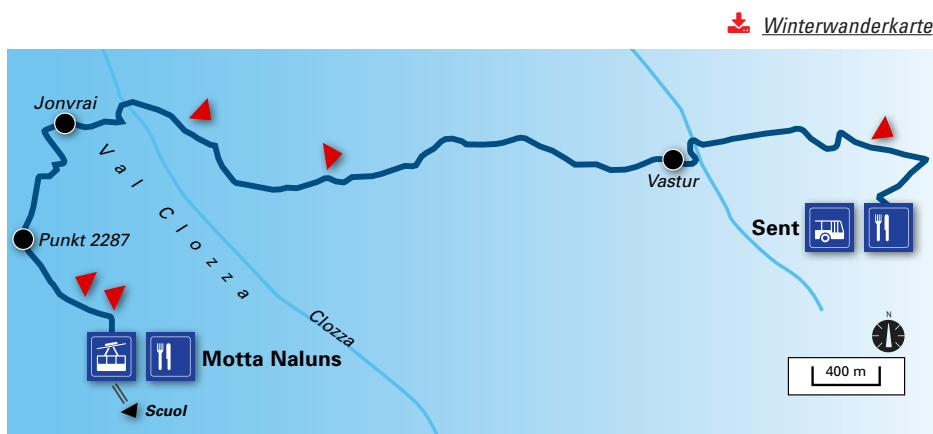 Winterwanderkarte
Jonvrai
Val Clozza
Vastur
Sent
Punkt 2287
Clozza
N
Motta Naluns
400 m
Scuol